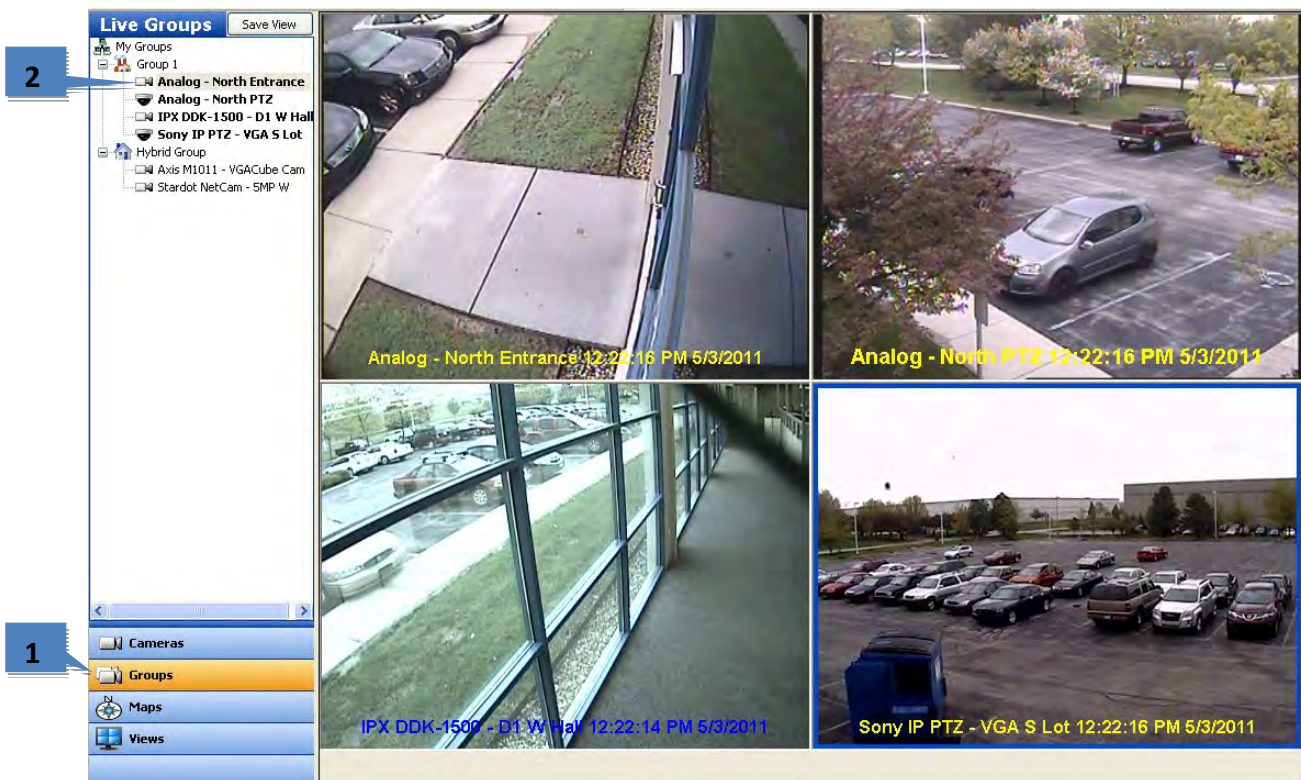 Live Groups Save View
My Groups
Group 1
Analog - North Entrance
Analog - North PTZ
IPX DDK-1500 - D1 W Hall
Sony IP PTZ - VGA S Lot
Hybrid Group
Axis M1011 - VGACube Cam
Stardot NetCam - 5MP W
2
1
Cameras
Groups
N
Maps
Views
Analog - North Entrance 12:22:16 PM 5/3/2011
Analog - North PTZ 12:22:16 PM 5/3/2011
IPX DDK-1500 - D1 W Hall 12:22:14 PM 5/3/2011
Sony IP PTZ - VGA S Lot 12:22:16 PM 5/3/2011